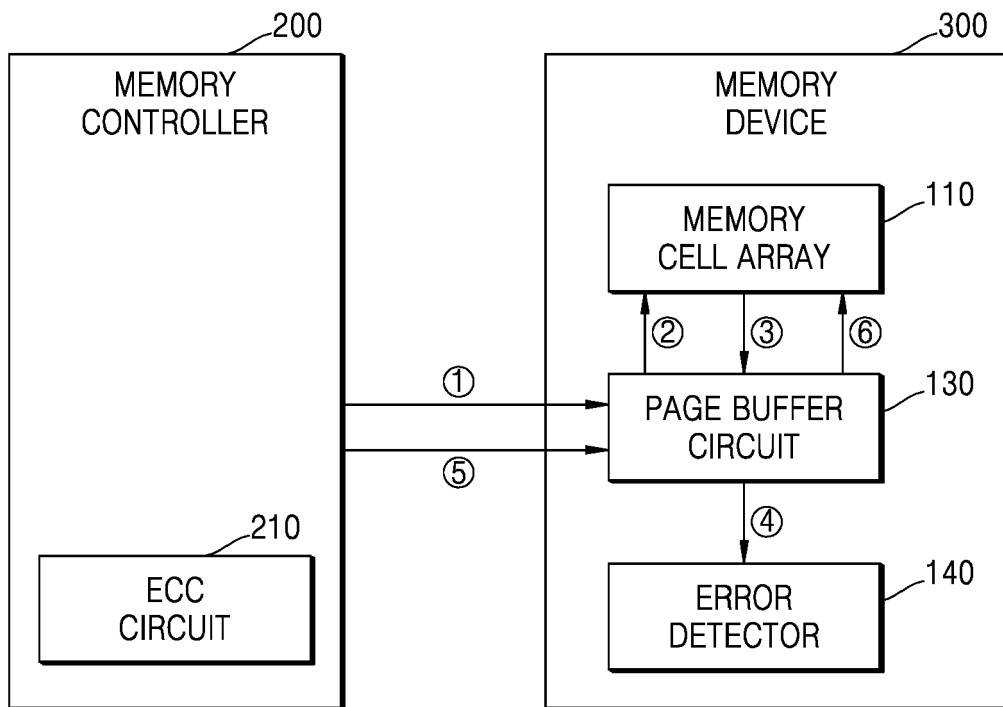 200
MEMORY
CONTROLLER
300
MEMORY
DEVICE
110
MEMORY
CELL ARRAY
②
③
⑥
①
130
PAGE BUFFER
CIRCUIT
⑤
④
210
ECC
CIRCUIT
140
ERROR
DETECTOR